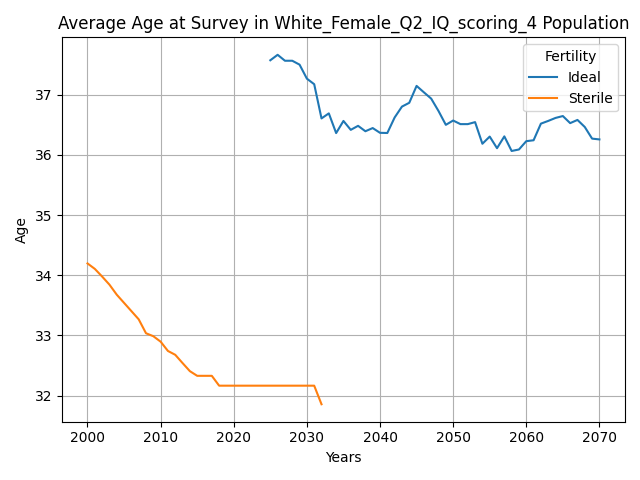 Average Age at Survey in White_Female_Q2_IQ_scoring_4 Population
Fertility
Ideal
Sterile
37
36
35
34
33
32
Age
2000 2010 2020 2030 2040 2050 2060 2070
Years